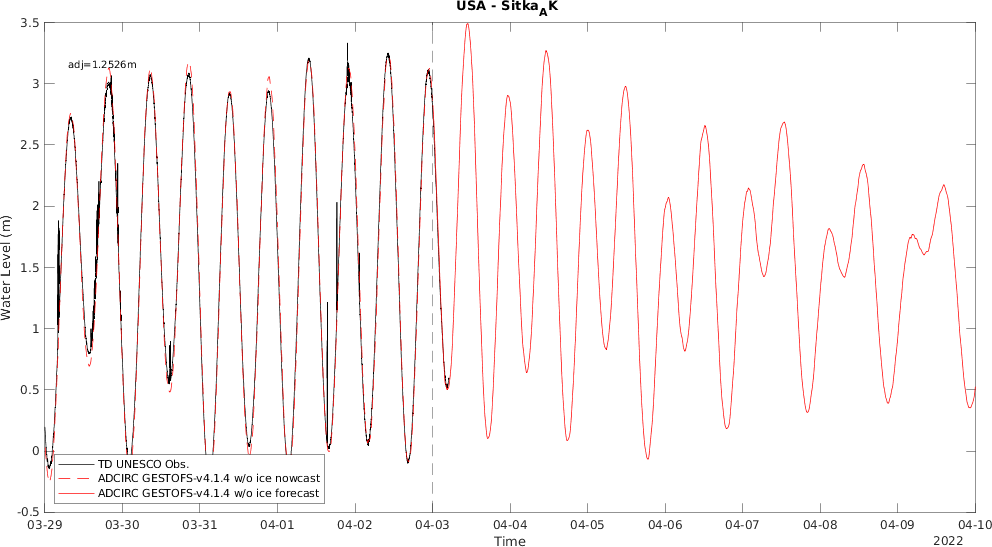 USA - Sitka_AK
adj=1.2526m
3.5
3
2.5
2
1.5
1
0.5
0
-0.5
Water Level (m)
TD UNESCO Obs.
ADCIRC GESTOFS-v4.1.4 w/o ice nowcast
ADCIRC GESTOFS-v4.1.4 w/o ice forecast
03-29 03-30 03-31 04-01 04-02 04-03 04-04 04-05 04-06 04-07 04-08 04-09 04-10
Time
2022